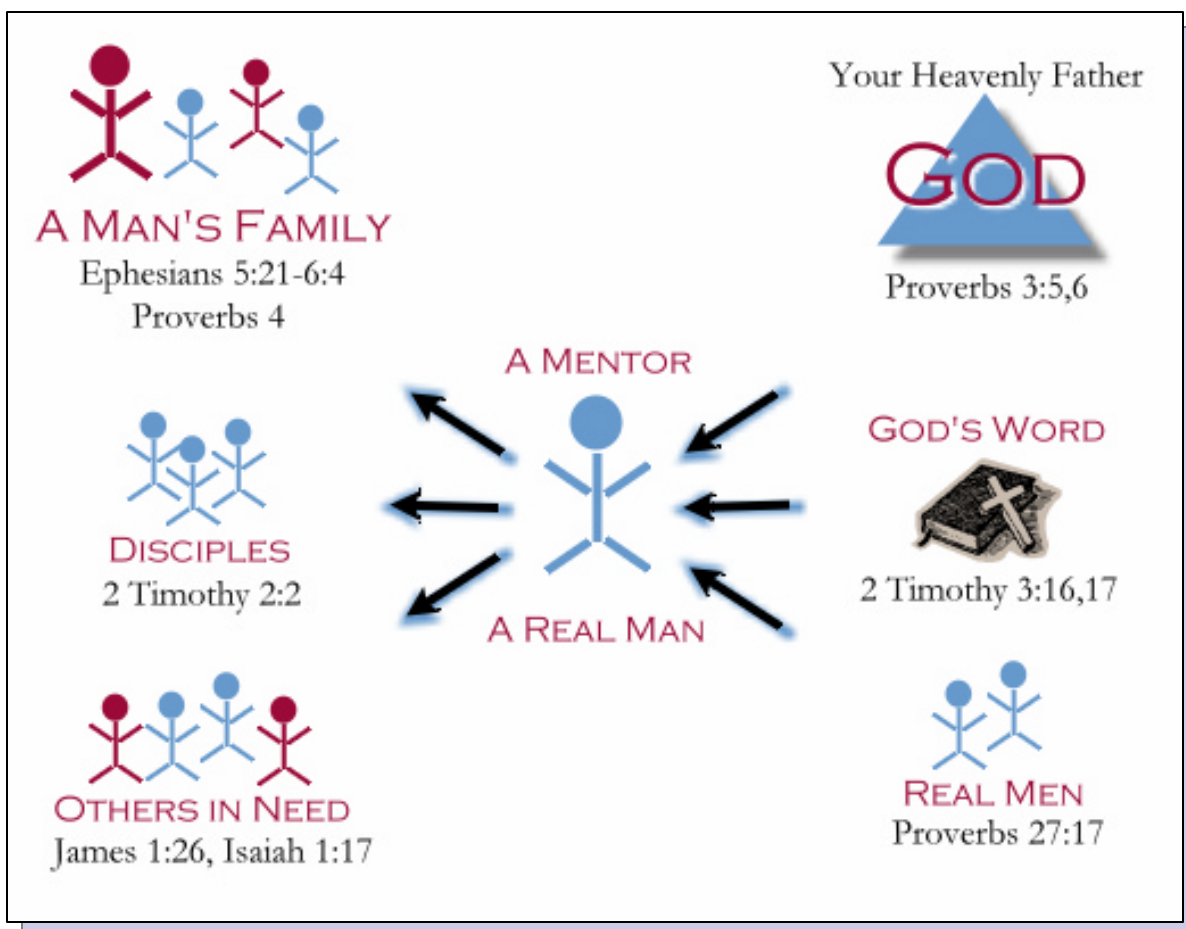 A MAN'S FAMILY
Ephesians 5:21-6:4
Proverbs 4
DISCIPLES
2 Timothy 2:2
OTHERS IN NEED
James 1:26, Isaiah 1:17
A MENTOR
A REAL MAN
Your Heavenly Father
GOD
Proverbs 3:5,6
GOD'S WORD
2 Timothy 3:16,17
REAL MEN
Proverbs 27:17